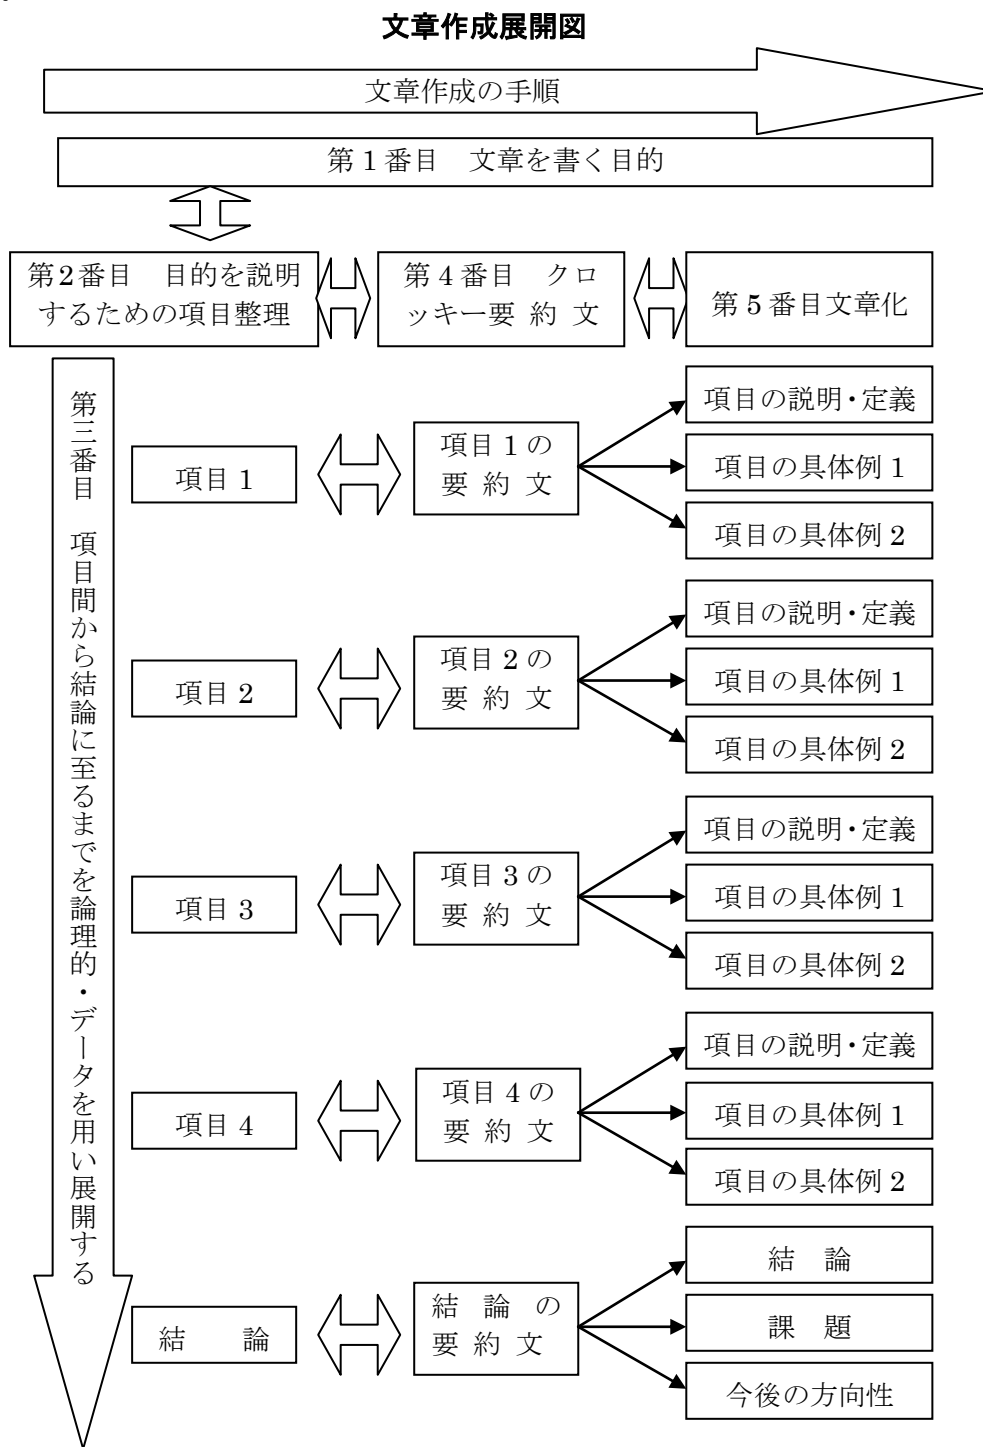 文章作成展開図
文章作成の手順
第1番目 文章を書く目的
第2番目 目的を説明
するための項目整理
第4番目 クロ
ッキー要 約 文
第5番目文章化
第三番目 項目間から結論に至るまでを論理的・データを用い展開する
項目1
項目1の
要 約 文
項目の説明・定義
項目の具体例1
項目の具体例2
項目2
項目2の
要 約 文
項目の説明・定義
項目の具体例1
項目の具体例2
項目3
項目3の
要 約 文
項目の説明・定義
項目の具体例1
項目の具体例2
項目4
項目4の
要 約 文
項目の説明・定義
項目の具体例1
項目の具体例2
結 論
結 論 の
要 約 文
結 論
課 題
今後の方向性